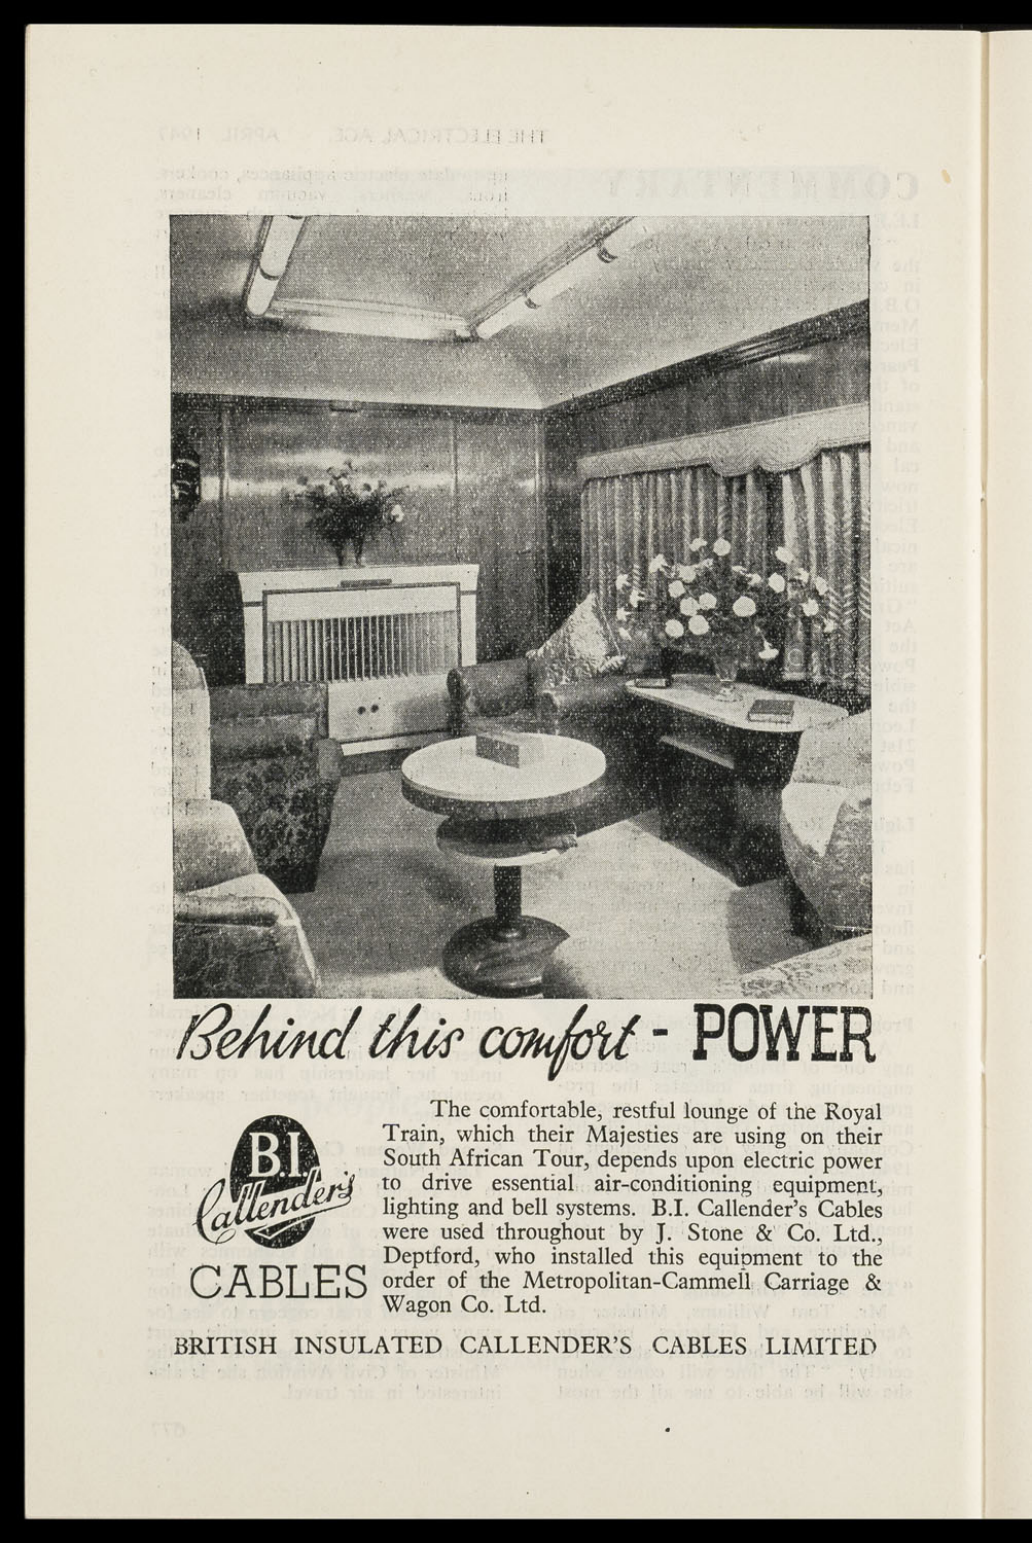 Behind this comfort - POWER
The comfortable, restful lounge of the Royal
Train, which their Majesties are using on their
South African Tour, depends upon electric power
to drive essential air-conditioning equipment,
lighting and bell systems. B.I. Callender's Cables
were used throughout by J. Stone & Co. Ltd.,
Deptford, who installed this equipment to the
order of the Metropolitan-Cammell Carriage &
Wagon Co. Ltd.
B.I.
Callender's
CABLES
BRITISH INSULATED CALLENDER'S CABLES LIMITED